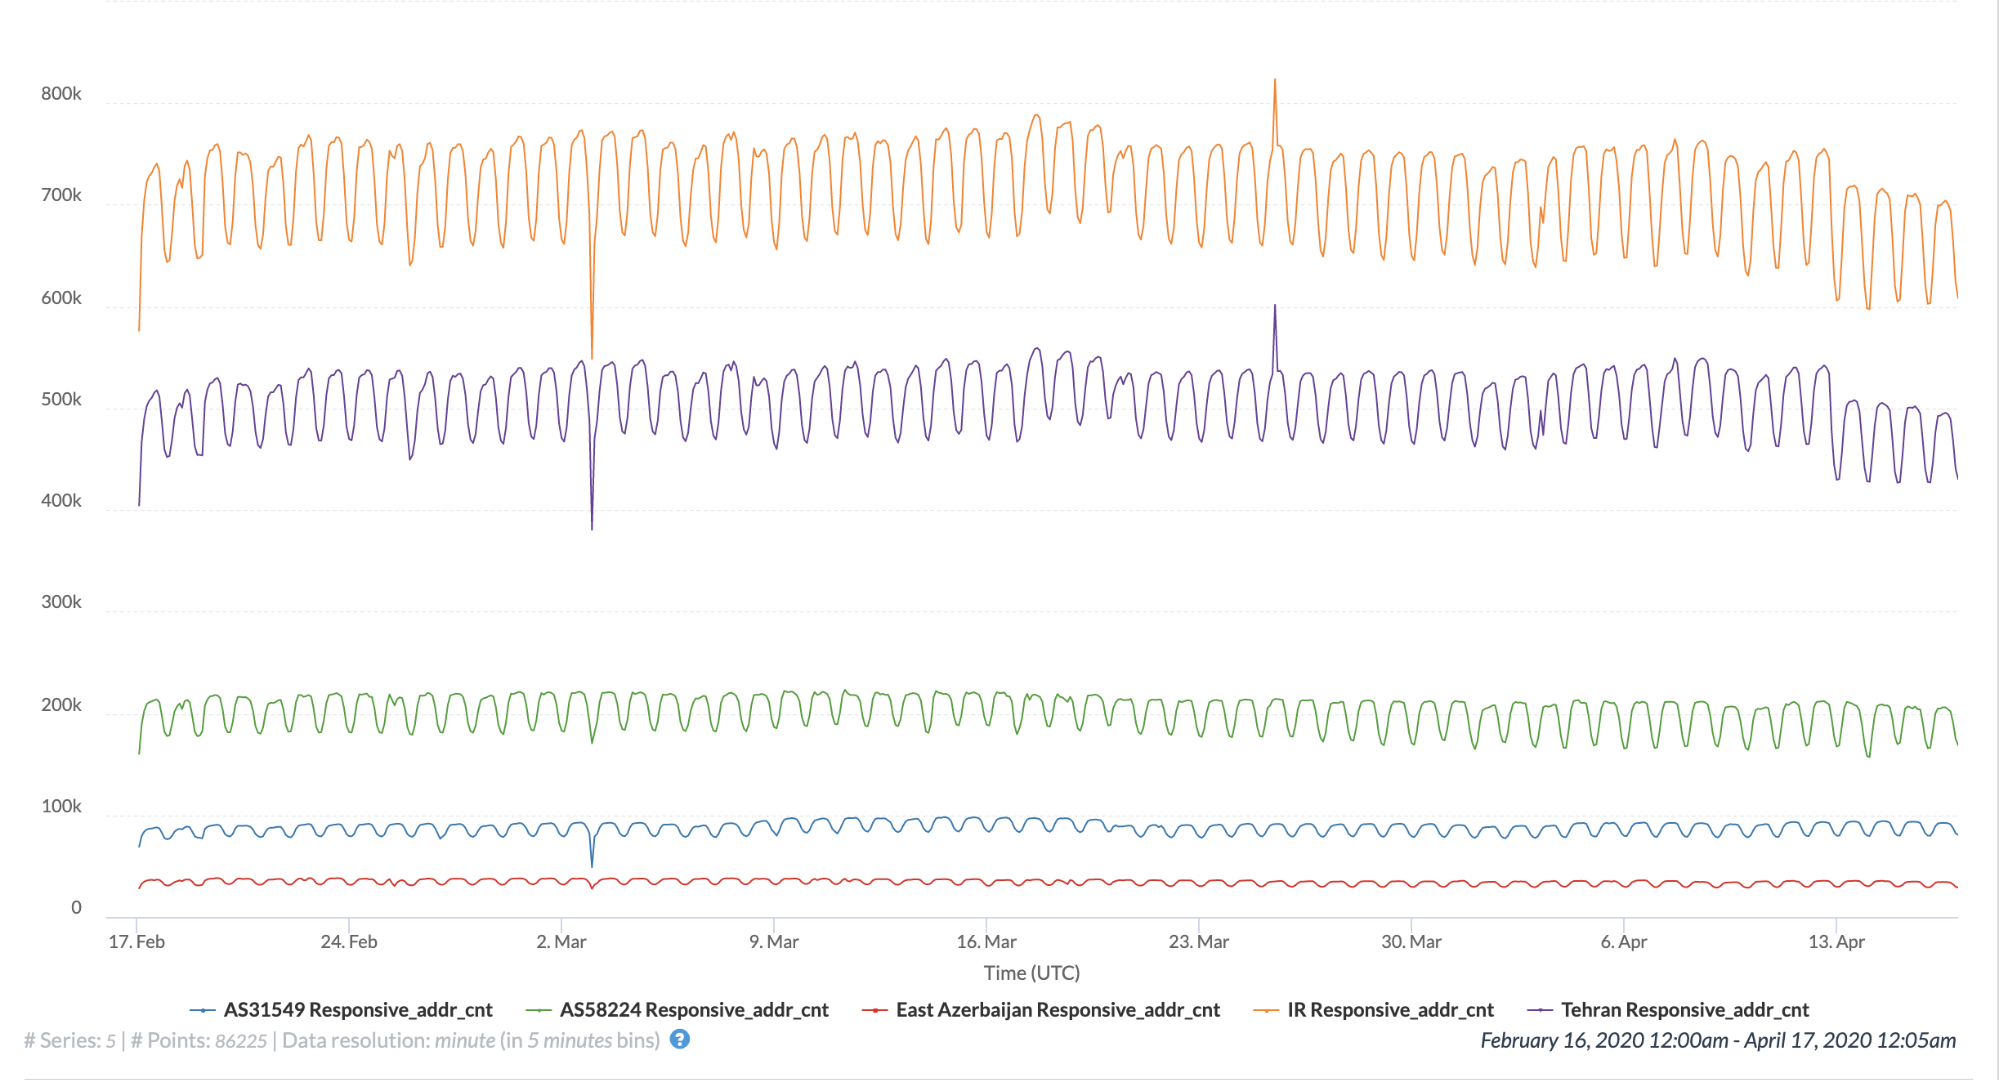 800k
700k
600k
500k
400k
300k
200k
100k
0
17. Feb 24. Feb 2. Mar 9. Mar 16. Mar 23. Mar 30. Mar 6. Apr 13. Apr
Time (UTC)
AS31549 Responsive_addr_cnt AS58224 Responsive_addr_cnt East Azerbaijan Responsive_addr_cnt IR Responsive_addr_cnt Tehran Responsive_addr_cnt
# Series: 5 | # Points: 86225 | Data resolution: minute (in 5 minutes bins) ? February 16, 2020 12:00am - April 17, 2020 12:05am